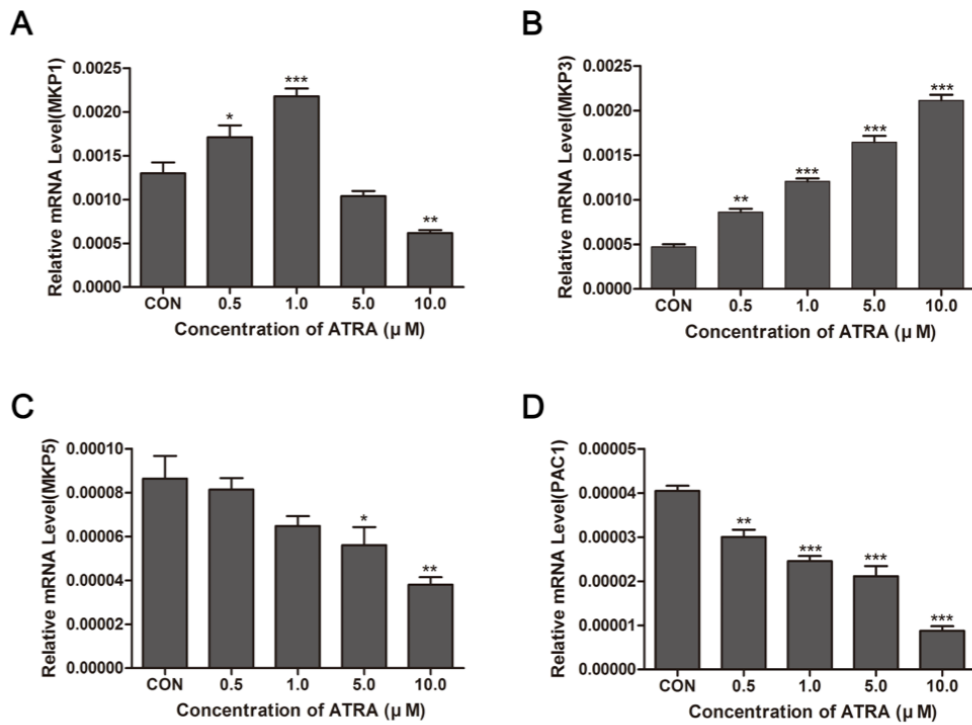 A
Relative mRNA Level(MKP1)
0.0025
0.0020
0.0015
0.0010
0.0005
0.0000
*
***
**
CON 0.5 1.0 5.0 10.0
Concentration of ATRA (μ M)
B
Relative mRNA Level(MKP3)
0.0025
0.0020
0.0015
0.0010
0.0005
0.0000
**
***
***
***
CON 0.5 1.0 5.0 10.0
Concentration of ATRA (μ M)
C
Relative mRNA Level(MKP5)
0.00010
0.00008
0.00006
0.00004
0.00002
0.00000
*
**
CON 0.5 1.0 5.0 10.0
Concentration of ATRA (μ M)
D
Relative mRNA Level(PAC1)
0.00005
0.00004
0.00003
0.00002
0.00001
0.00000
**
***
***
***
CON 0.5 1.0 5.0 10.0
Concentration of ATRA (μ M)